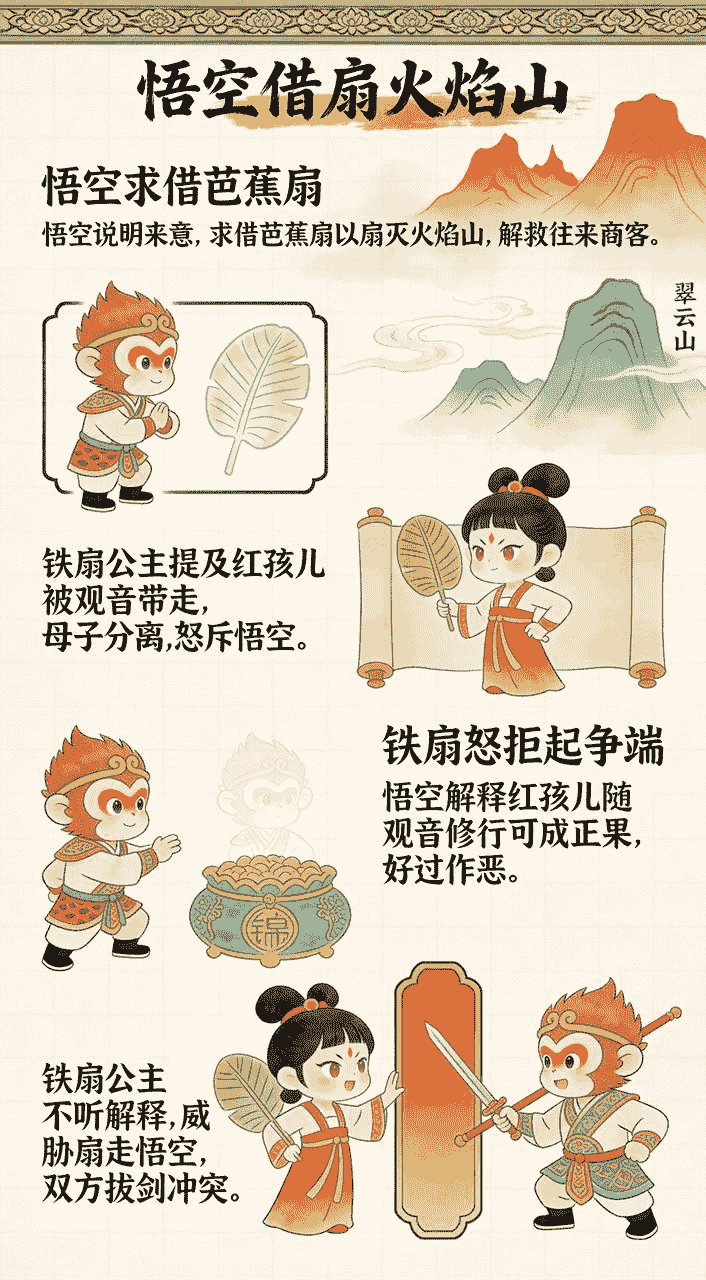 悟空借扇火焰山
悟空求借芭蕉扇
悟空说明来意, 求借芭蕉扇以扇灭火焰山, 解救往来商客。
翠云山
铁扇公主提及红孩儿
被观音带走,
母子分离,怒斥悟空。
铁扇怒拒起争端
悟空解释红孩儿随
观音修行可成正果,
好过作恶。
锦
铁扇公主
不听解释,威
胁扇走悟空,
双方拔剑冲突。